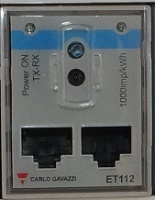 Power ON
TX-RX
1000imp/kWh
CARLO GAVAZZI
ET112